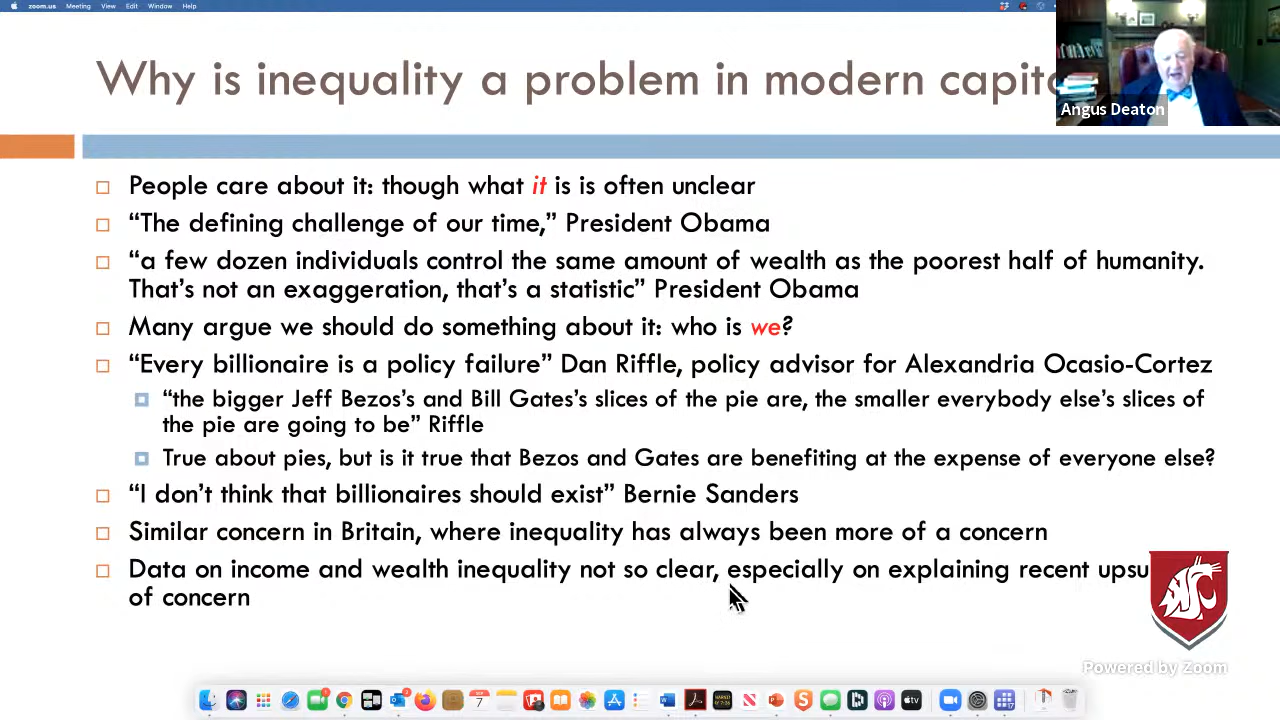 zoom.us Meeting View Edit Window Help
Why is inequality a problem in modern
Angus Deaton
People care about it: though what it is is often unclear
“The defining challenge of our time,” President Obama
“a few dozen individuals control the same amount of wealth as the poorest half of humanity.
That’s not an exaggeration, that’s a statistic” President Obama
Many argue we should do something about it: who is we?
“Every billionaire is a policy failure” Dan Riffle, policy advisor for Alexandria Ocasio-Cortez
“the bigger Jeff Bezos’s and Bill Gates’s slices of the pie are, the smaller everybody else’s slices of
the pie are going to be” Riffle
True about pies, but is it true that Bezos and Gates are benefiting at the expense of everyone else?
“I don’t think that billionaires should exist” Bernie Sanders
Similar concern in Britain, where inequality has always been more of a concern
Data on income and wealth inequality not so clear, especially on explaining recent
of concern
Powered by Zoom